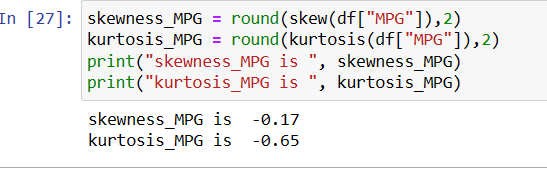 In [27]: skewness_MPG = round(skew(df["MPG"]),2)
kurtosis_MPG = round(kurtosis(df["MPG"]),2)
print("skewness_MPG is ", skewness_MPG)
print("kurtosis_MPG is ", kurtosis_MPG)
skewness_MPG is  -0.17
kurtosis_MPG is  -0.65